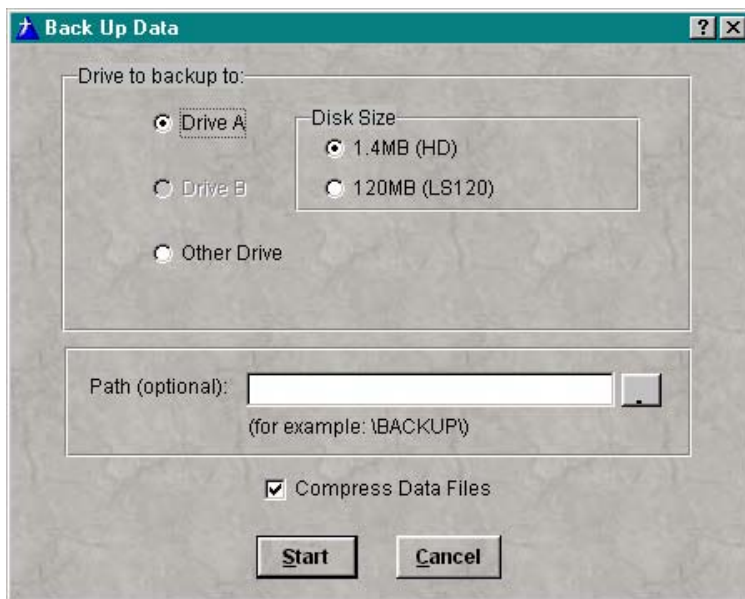 Back Up Data
Drive to backup to:
Drive A
Disk Size
1.4MB (HD)
Drive B
120MB (LS120)
Other Drive
Path (optional):
.
(for example: \BACKUP\)
Compress Data Files
Start
Cancel